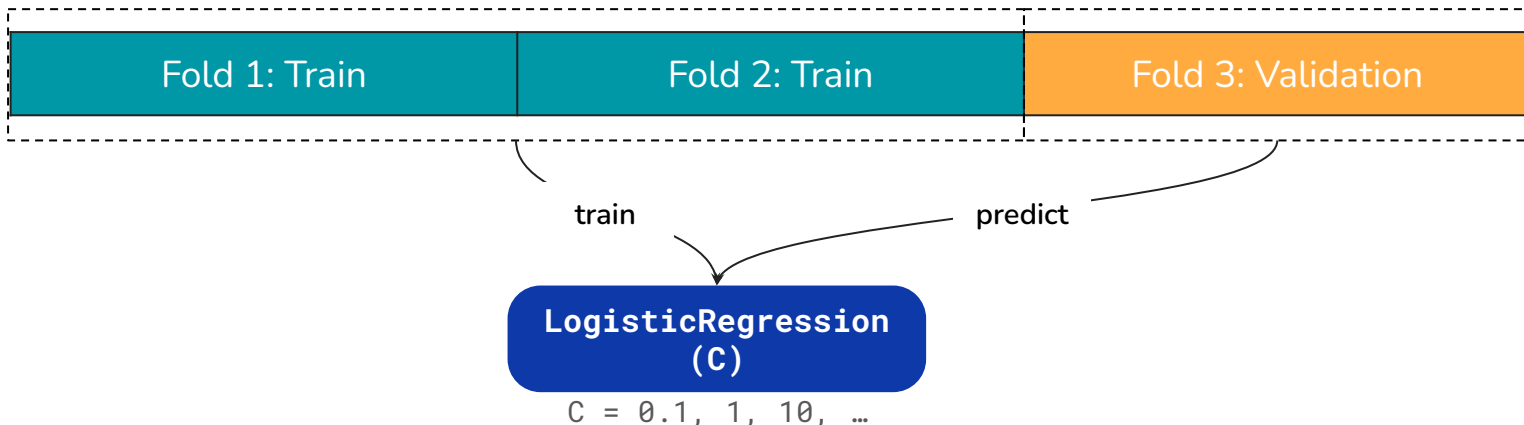 Fold 1: Train
Fold 2: Train
Fold 3: Validation
train
predict
LogisticRegression
(C)
C = 0.1, 1, 10, …